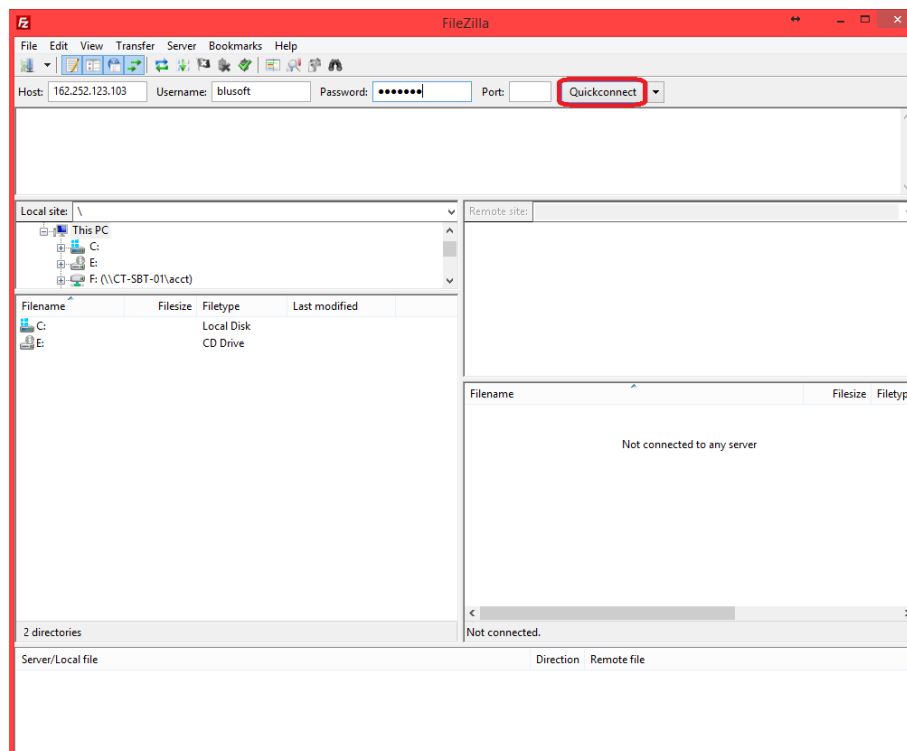 Fz
FileZilla
File Edit View Transfer Server Bookmarks Help
Host: 162.252.123.103 Username: blusoft Password: ●●●●●●● Port: Quickconnect
Local site: \
Remote site:
This PC
C:
E:
F: (\\CT-SBT-01\acct)
Filename Filesize Filetype Last modified
C: Local Disk
E: CD Drive
2 directories
Filename Filesize Filetyp
Not connected to any server
Not connected.
Server/Local file Direction Remote file